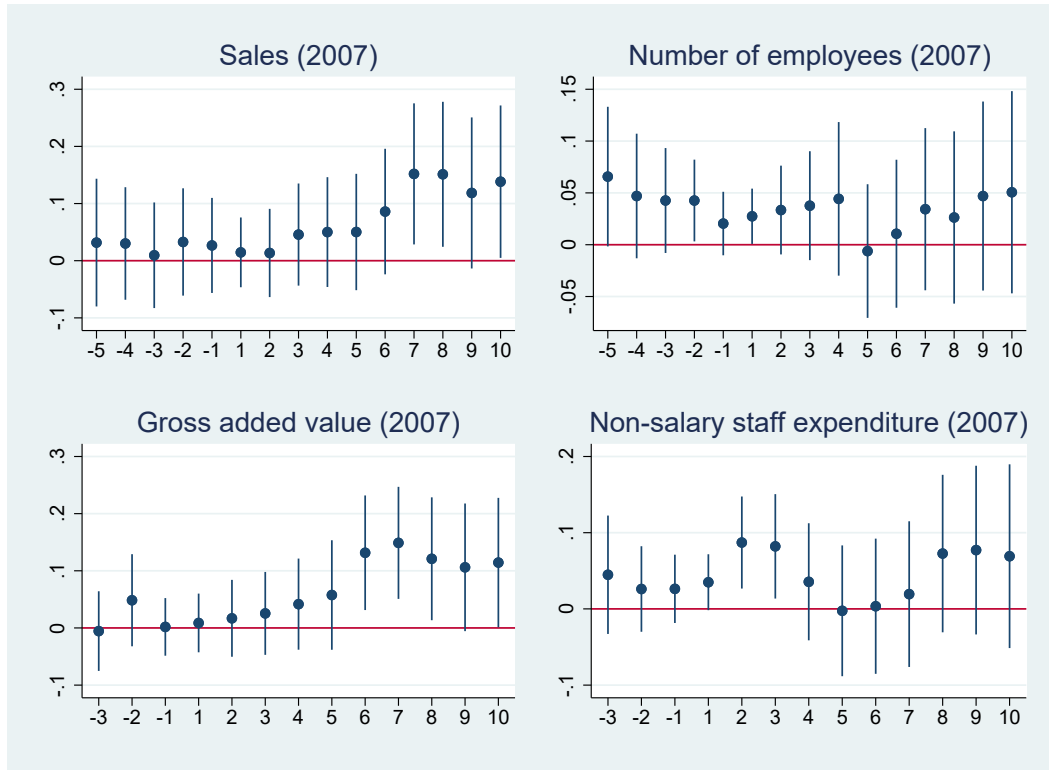 Sales (2007)
.3
.2
.1
0
-.1
-5 -4 -3 -2 -1 1 2 3 4 5 6 7 8 9 10
Number of employees (2007)
.15
.1
.05
0
-.05
-5 -4 -3 -2 -1 1 2 3 4 5 6 7 8 9 10
Gross added value (2007)
.3
.2
.1
0
-.1
-3 -2 -1 1 2 3 4 5 6 7 8 9 10
Non-salary staff expenditure (2007)
.2
.1
0
-.1
-3 -2 -1 1 2 3 4 5 6 7 8 9 10